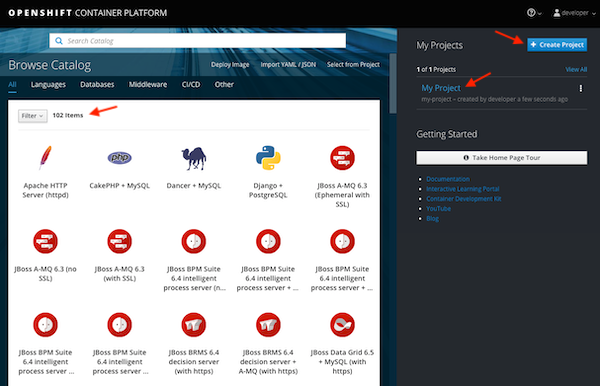 OPENSHIFT CONTAINER PLATFORM
developer
Search Catalog
Browse Catalog
Deploy Image
Import YAML / JSON
Select from Project
All
Languages
Databases
Middleware
CI/CD
Other
Filter
102 Items
php
Apache HTTP
Server (httpd)
CakePHP + MySQL
Dancer + MySQL
Django +
PostgreSQL
JBoss A-MQ 6.3
(Ephemeral with
SSL)
JBoss A-MQ 6.3 (no
SSL)
JBoss A-MQ 6.3
(with SSL)
JBoss BPM Suite
6.4 intelligent
process server (n...
JBoss BPM Suite
6.4 intelligent
process server + ...
JBoss BPM Suite
6.4 intelligent
process server + ...
JBoss BPM Suite
6.4 intelligent
process server + ...
JBoss BPM Suite
6.4 intelligent
process server (with https)
JBoss BRMS 6.4
decision server
(with https)
JBoss BRMS 6.4
decision server +
A-MQ (with https)
JBoss Data Grid 6.5
+ MySQL (with
https)
My Projects
Create Project
1 of 1 Projects
View All
My Project
my-project – created by developer a few seconds ago
Getting Started
Take Home Page Tour
Documentation
Interactive Learning Portal
Container Development Kit
YouTube
Blog